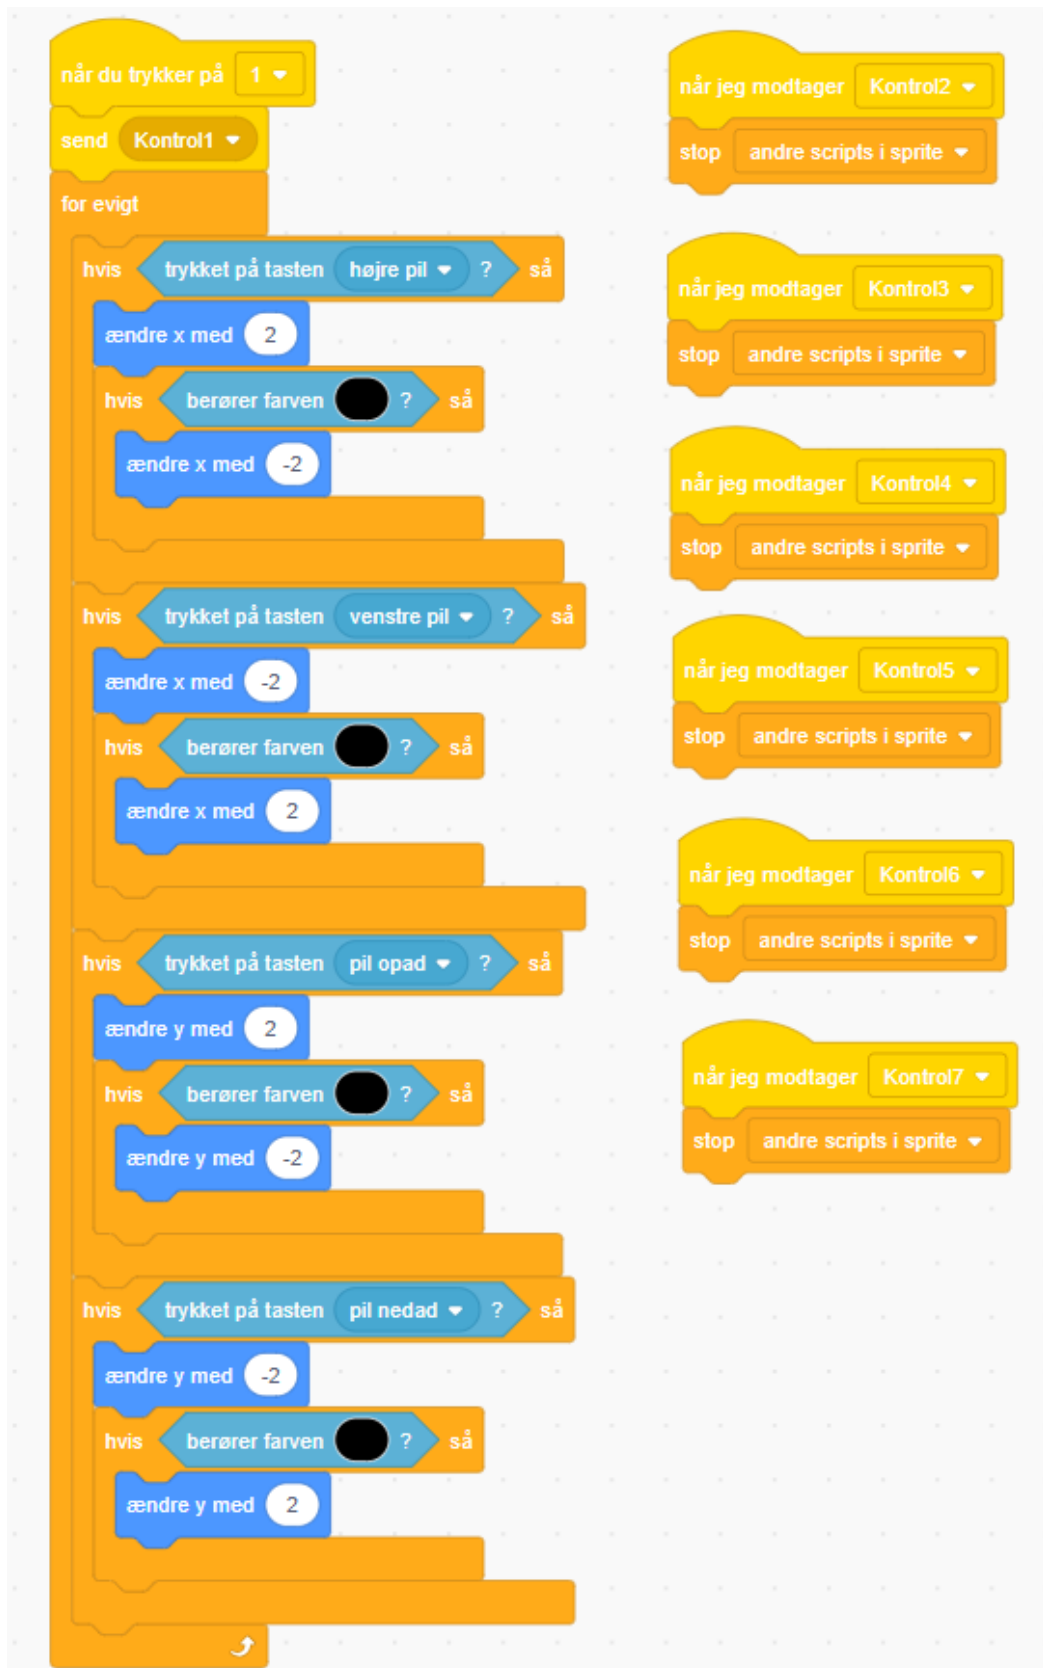 når du trykker på 1
send Kontrol1
for evigt
hvis trykket på tasten højre pil ? så
ændre x med 2
hvis berører farven ? så
ændre x med -2
hvis trykket på tasten venstre pil ? så
ændre x med -2
hvis berører farven ? så
ændre x med 2
hvis trykket på tasten pil opad ? så
ændre y med 2
hvis berører farven ? så
ændre y med -2
hvis trykket på tasten pil nedad ? så
ændre y med -2
hvis berører farven ? så
ændre y med 2
når jeg modtager Kontrol2
stop andre scripts i sprite
når jeg modtager Kontrol3
stop andre scripts i sprite
når jeg modtager Kontrol4
stop andre scripts i sprite
når jeg modtager Kontrol5
stop andre scripts i sprite
når jeg modtager Kontrol6
stop andre scripts i sprite
når jeg modtager Kontrol7
stop andre scripts i sprite